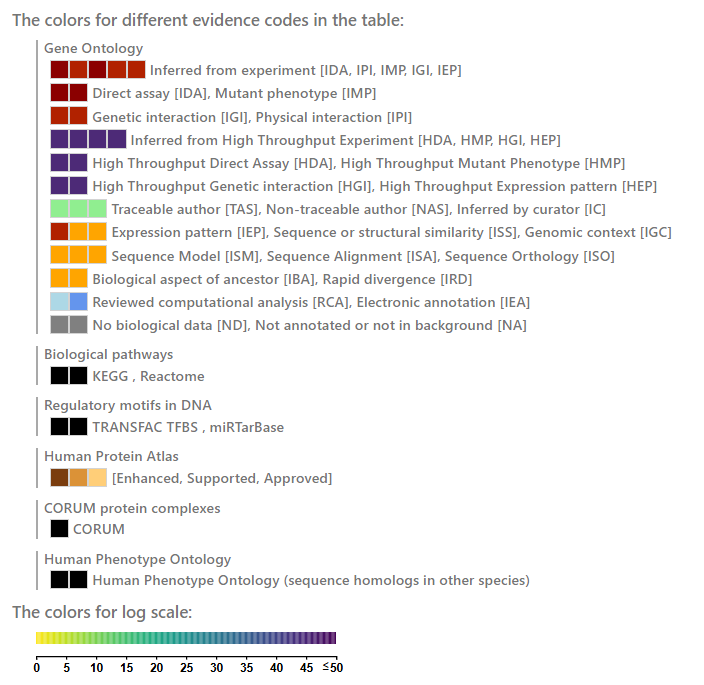 The colors for different evidence codes in the table:
Gene Ontology
Inferred from experiment [IDA, IPI, IMP, IGI, IEP]
Direct assay [IDA], Mutant phenotype [IMP]
Genetic interaction [IGI], Physical interaction [IPI]
Inferred from High Throughput Experiment [HDA, HMP, HGI, HEP]
High Throughput Direct Assay [HDA], High Throughput Mutant Phenotype [HMP]
High Throughput Genetic interaction [HGI], High Throughput Expression pattern [HEP]
Traceable author [TAS], Non-traceable author [NAS], Inferred by curator [IC]
Expression pattern [IEP], Sequence or structural similarity [ISS], Genomic context [IGC]
Sequence Model [ISM], Sequence Alignment [ISA], Sequence Orthology [ISO]
Biological aspect of ancestor [IBA], Rapid divergence [IRD]
Reviewed computational analysis [RCA], Electronic annotation [IEA]
No biological data [ND], Not annotated or not in background [NA]
Biological pathways
KEGG , Reactome
Regulatory motifs in DNA
TRANSFAC TFBS , miRTarBase
Human Protein Atlas
[Enhanced, Supported, Approved]
CORUM protein complexes
CORUM
Human Phenotype Ontology
Human Phenotype Ontology (sequence homologs in other species)
The colors for log scale:
0 5 10 15 20 25 30 35 40 45 ≤50